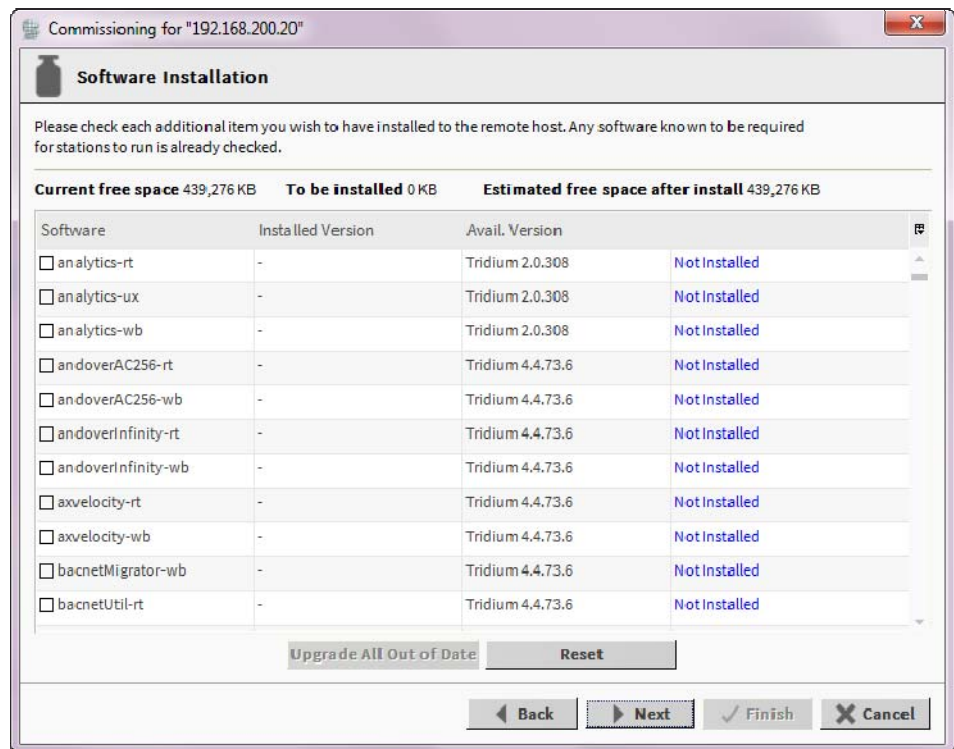 Commissioning for "192.168.200.20"
Software Installation
Please check each additional item you wish to have installed to the remote host. Any software known to be required
for stations to run is already checked.
Current free space 439,276 KB To be installed 0 KB Estimated free space after install 439,276 KB
Software Installed Version Avail. Version
analytics-rt - Tridium 2.0.308 Not Installed
analytics-ux - Tridium 2.0.308 Not Installed
analytics-wb - Tridium 2.0.308 Not Installed
andoverAC256-rt - Tridium 4.4.73.6 Not Installed
andoverAC256-wb - Tridium 4.4.73.6 Not Installed
andoverInfinity-rt - Tridium 4.4.73.6 Not Installed
andoverInfinity-wb - Tridium 4.4.73.6 Not Installed
axvelocity-rt - Tridium 4.4.73.6 Not Installed
axvelocity-wb - Tridium 4.4.73.6 Not Installed
bacnetMigrator-wb - Tridium 4.4.73.6 Not Installed
bacnetUtil-rt - Tridium 4.4.73.6 Not Installed
Upgrade All Out of Date Reset
Back Next Finish Cancel